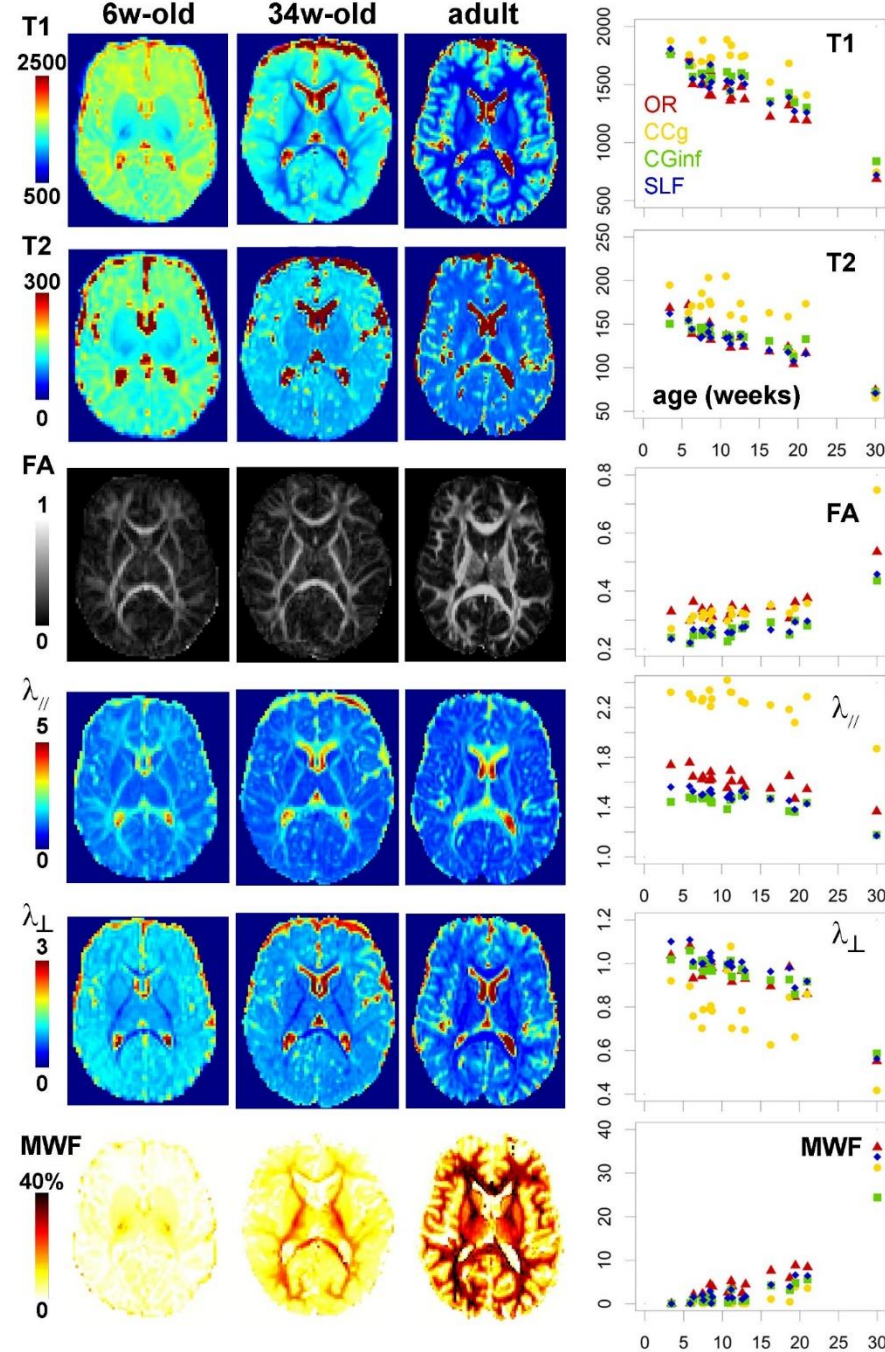 6w-old 34w-old adult
T1
2500
500
T2
300
0
FA
1
0
λ//
5
0
λ⊥
3
0
MWF
40%
0
T1
2000
1500
1000
500
OR
CCg
CGinf
SLF
T2
250
200
150
100
50
age (weeks)
0 5 10 15 20 25 30
FA
0.8
0.6
0.4
0.2
λ//
2.2
1.8
1.4
1.0
λ⊥
1.2
1.0
0.8
0.6
0.4
0 5 10 15 20 25 30
MWF
40
30
20
10
0
0 5 10 15 20 25 30